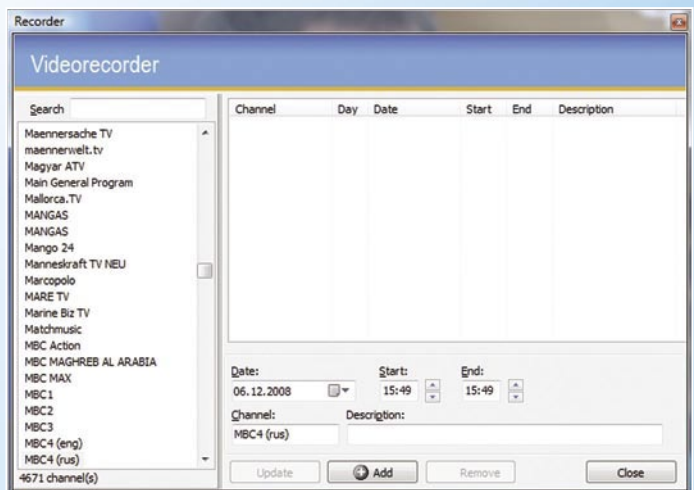 Recorder
Videorecorder
Search
Maennersache TV
maennerwelt.tv
Magyar ATV
Main General Program
Mallorca.TV
MANGAS
MANGAS
Mango 24
Manneskraft TV NEU
Marcopolo
MARE TV
Marine Biz TV
Matchmusic
MBC Action
MBC MAGHREB AL ARABIA
MBC MAX
MBC1
MBC2
MBC3
MBC4 (eng)
MBC4 (rus)
4671 channel(s)
Channel Day Date Start End Description
Date: Start: End:
06.12.2008 15:49 15:49
Channel: Description:
MBC4 (rus)
Update Add Remove Close